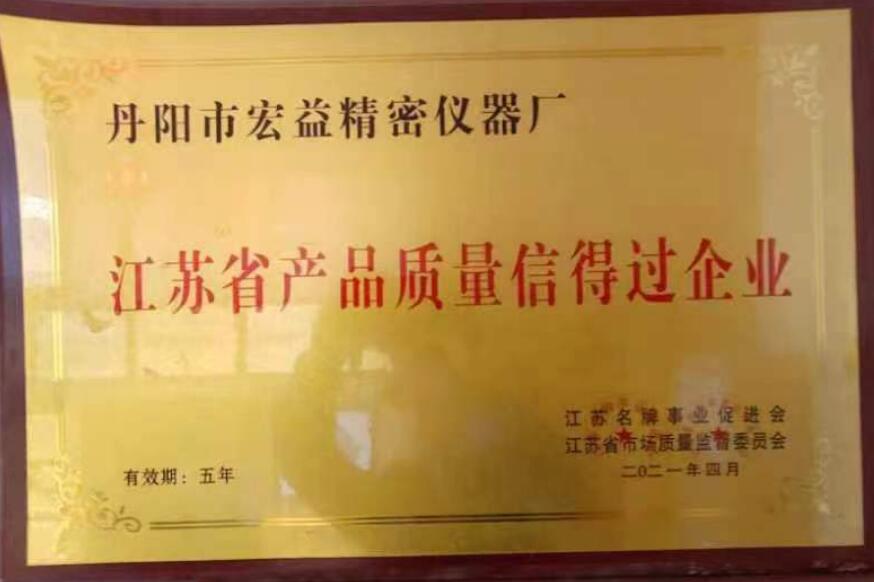 丹阳市宏益精密仪器厂
江苏省产品质量信得过企业
江苏名牌事业促进会
江苏省市场质量监督委员会
二〇二一年四月
有效期：五年